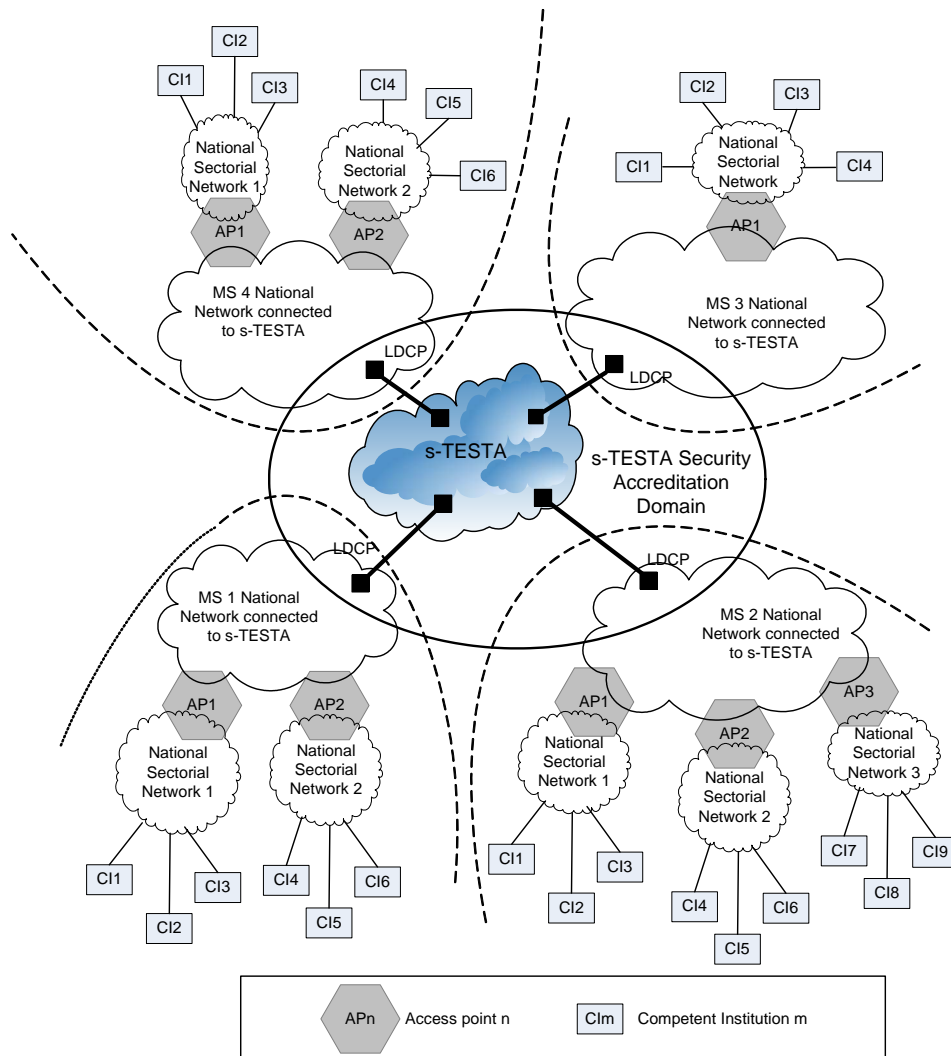 CI2
CI1
CI3
National
Sectorial
Network 1
AP1
CI4
CI5
CI6
National
Sectorial
Network 2
AP2
MS 4 National
Network connected
to s-TESTA
LDCP
CI2
CI3
CI1
CI4
National
Sectorial
Network
AP1
MS 3 National
Network connected
to s-TESTA
LDCP
s-TESTA
s-TESTA Security
Accreditation
Domain
LDCP
MS 1 National
Network connected
to s-TESTA
AP1
AP2
National
Sectorial
Network 1
National
Sectorial
Network 2
CI1
CI2
CI3
CI4
CI5
CI6
LDCP
MS 2 National
Network connected
to s-TESTA
AP1
AP2
AP3
National
Sectorial
Network 1
National
Sectorial
Network 2
National
Sectorial
Network 3
CI1
CI2
CI3
CI4
CI5
CI6
CI7
CI8
CI9
APn
Access point n
CIm
Competent Institution m